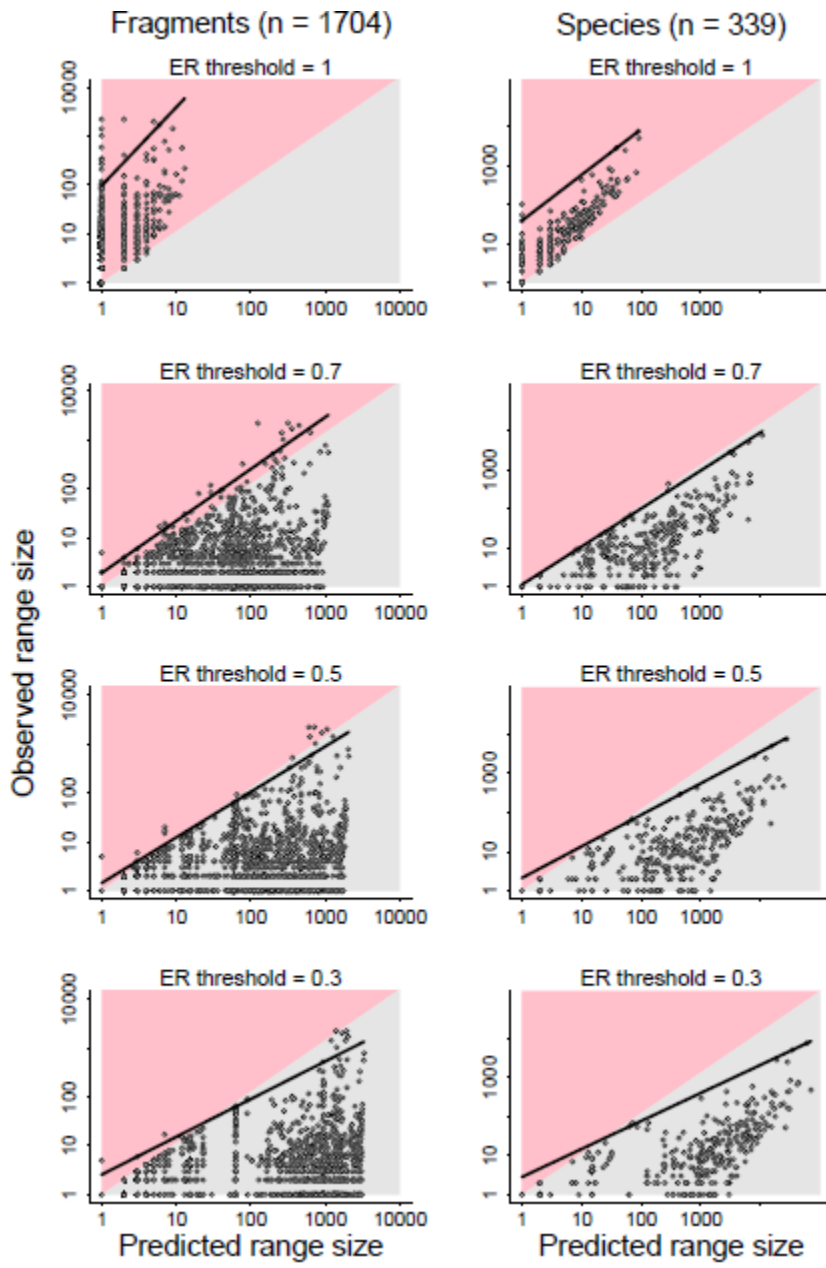 Fragments (n = 1704)
Species (n = 339)
ER threshold = 1
ER threshold = 1
10000
100
10
1
1000
10
1
1 10 100 1000 10000
1 10 100 1000
ER threshold = 0.7
ER threshold = 0.7
10000
100
10
1
1000
10
1
1 10 100 1000 10000
1 10 100 1000
Observed range size
ER threshold = 0.5
ER threshold = 0.5
10000
100
10
1
1000
10
1
1 10 100 1000 10000
1 10 100 1000
ER threshold = 0.3
ER threshold = 0.3
10000
100
10
1
1000
10
1
1 10 100 1000 10000
1 10 100 1000
Predicted range size
Predicted range size